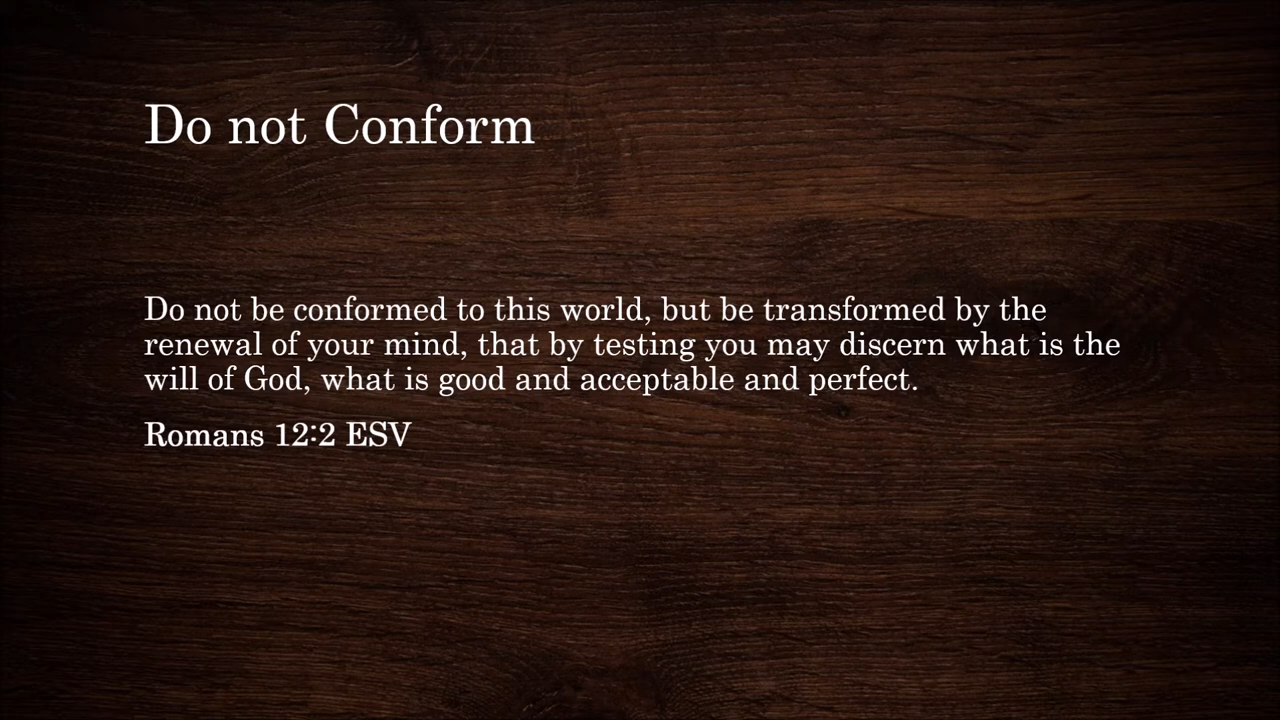 Do not Conform
Do not be conformed to this world, but be transformed by the
renewal of your mind, that by testing you may discern what is the
will of God, what is good and acceptable and perfect.
Romans 12:2 ESV